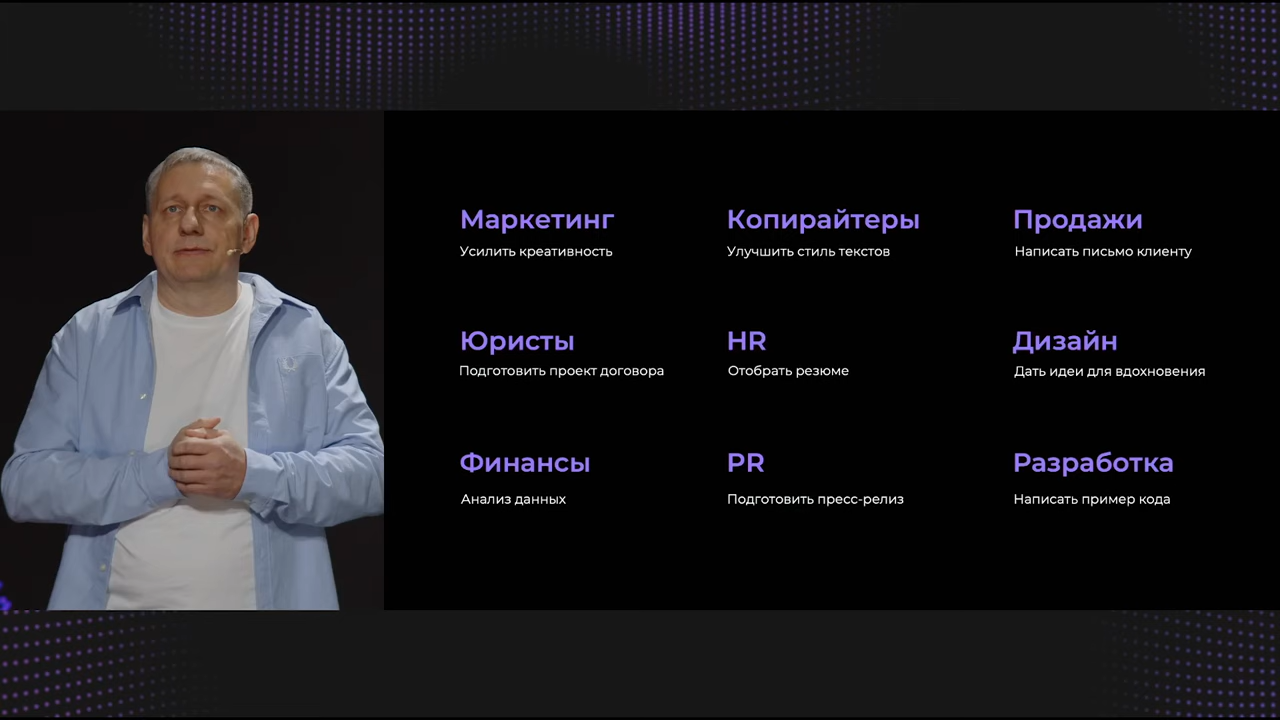 Маркетинг
Усилить креативность
Копирайтеры
Улучшить стиль текстов
Продажи
Написать письмо клиенту
Юристы
Подготовить проект договора
HR
Отобрать резюме
Дизайн
Дать идеи для вдохновения
Финансы
Анализ данных
PR
Подготовить пресс-релиз
Разработка
Написать пример кода